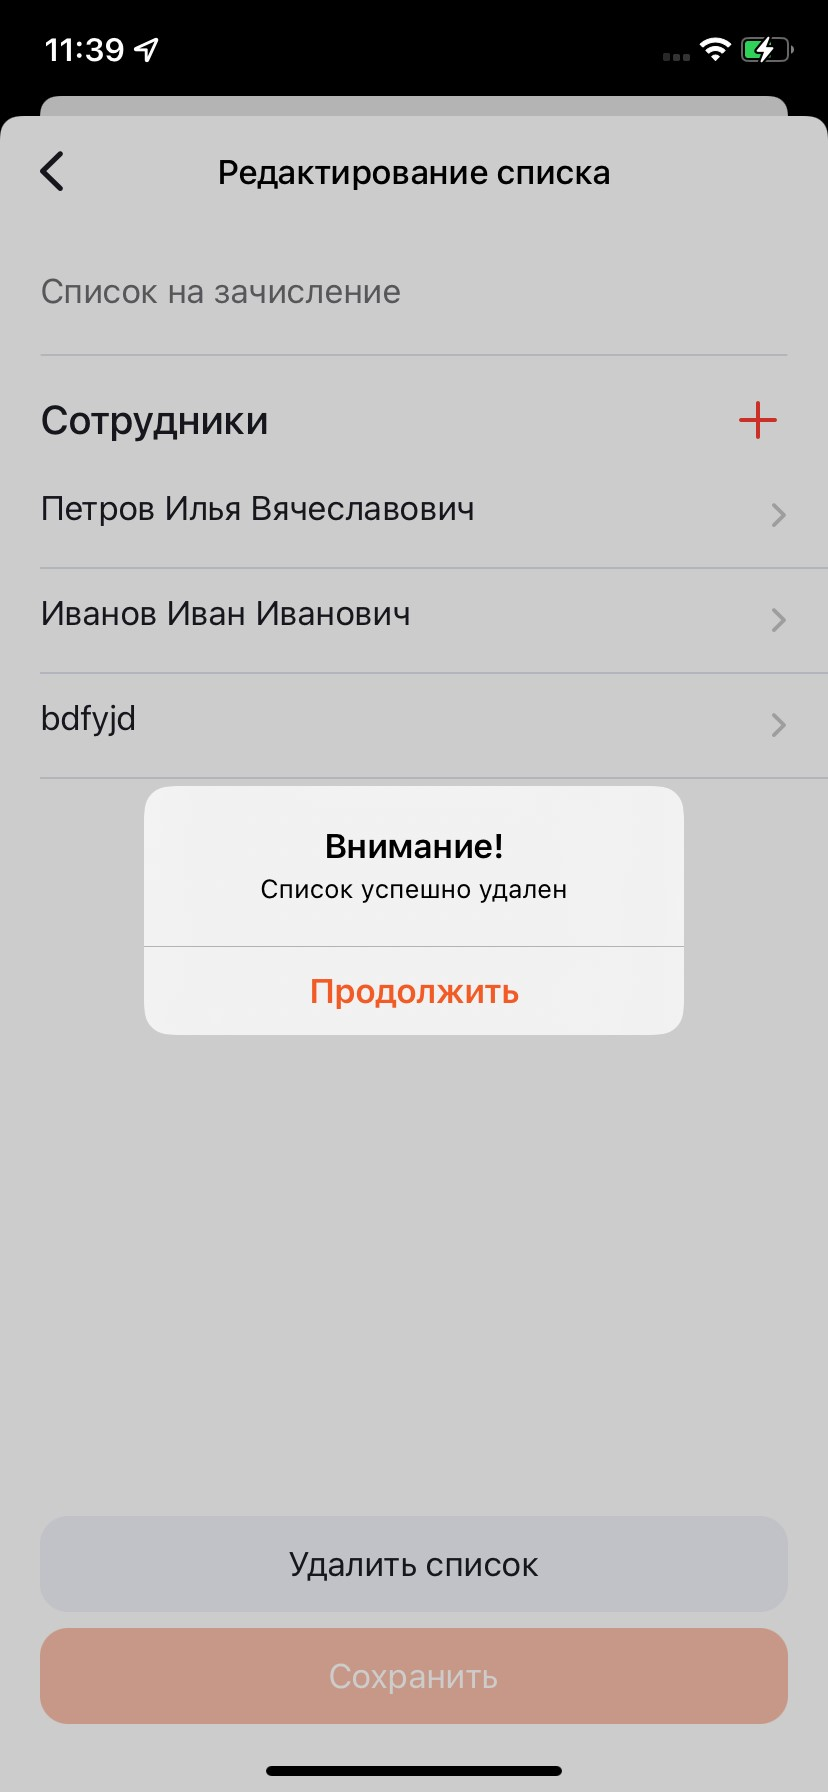 11:39
Редактирование списка
Список на зачисление
Сотрудники
Петров Илья Вячеславович
Иванов Иван Иванович
bdfyjd
Внимание!
Список успешно удален
Продолжить
Удалить список
Сохранить